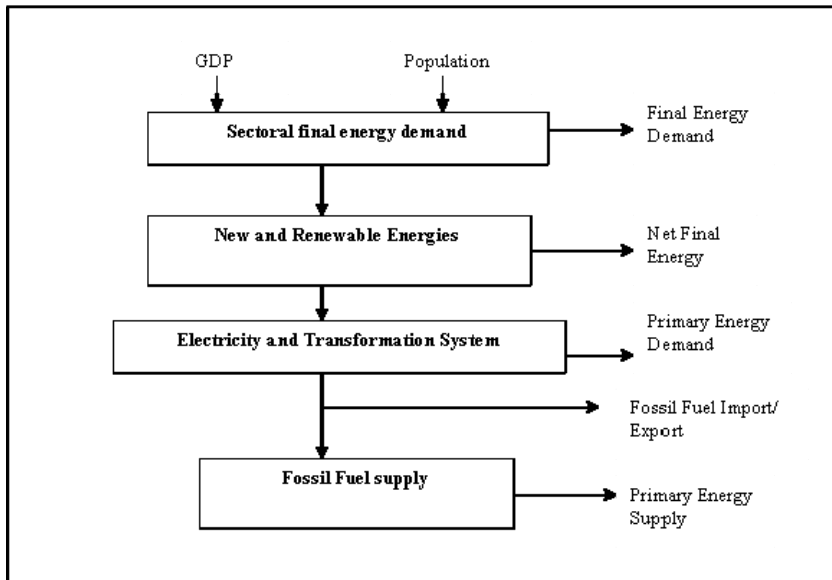 GDP
Population
Sectoral final energy demand
Final Energy
Demand
New and Renewable Energies
Net Final
Energy
Electricity and Transformation System
Primary Energy
Demand
Fossil Fuel Import/
Export
Fossil Fuel supply
Primary Energy
Supply